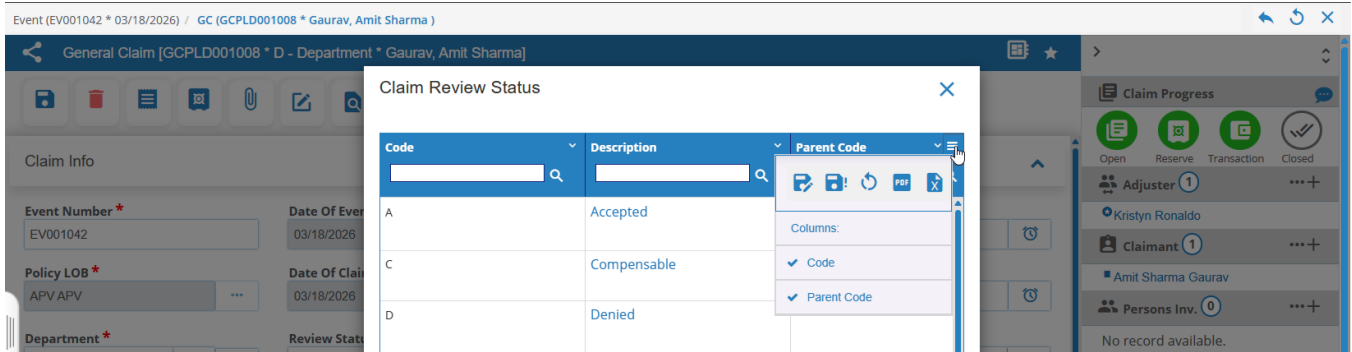 Event (EV001042 * 03/18/2026) / GC (GCPLD001008 * Gaurav, Amit Sharma )
General Claim [GCPLD001008 * D - Department * Gaurav, Amit Sharma]
Claim Review Status
Code Description Parent Code
PDF X
Columns:
Code
Parent Code
A Accepted
C Compensable
D Denied
Claim Info
Event Number * Date Of Even
EV001042 03/18/2026
Policy LOB * Date Of Clai
APV APV 03/18/2026
Department * Review Statu
Claim Progress
Open Reserve Transaction Closed
Adjuster 1
Kristyn Ronaldo
Claimant 1
Amit Sharma Gaurav
Persons Inv. 0
No record available.